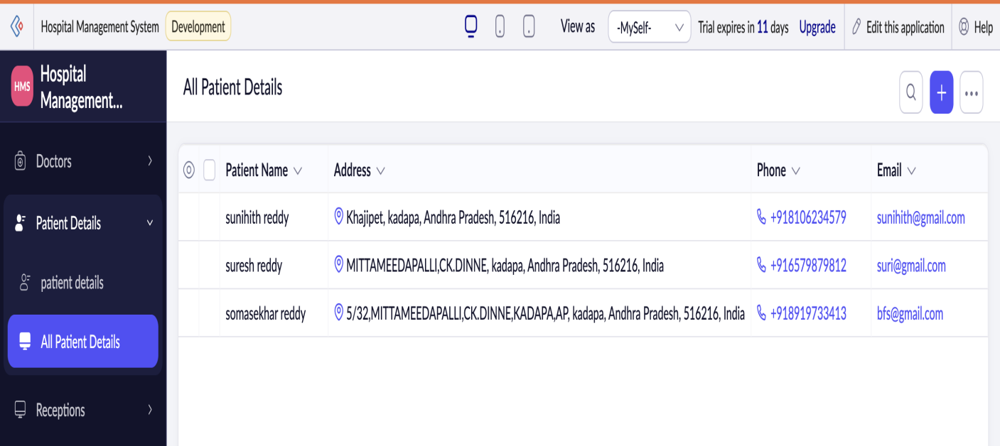 Hospital Management System Development View as -MySelf- Trial expires in 11 days Upgrade Edit this application Help
HMS
Hospital
Management...
All Patient Details
Doctors
Patient Details
patient details
All Patient Details
Receptions
Patient Name Address Phone Email
sunihith reddy Khajipet, kadapa, Andhra Pradesh, 516216, India +918106234579 sunihith@gmail.com
suresh reddy MITTAMEEDAPALLI,CK.DINNE, kadapa, Andhra Pradesh, 516216, India +916579879812 suri@gmail.com
somasekhar reddy 5/32,MITTAMEEDAPALLI,CK.DINNE,KADAPA,AP, kadapa, Andhra Pradesh, 516216, India +918919733413 bfs@gmail.com